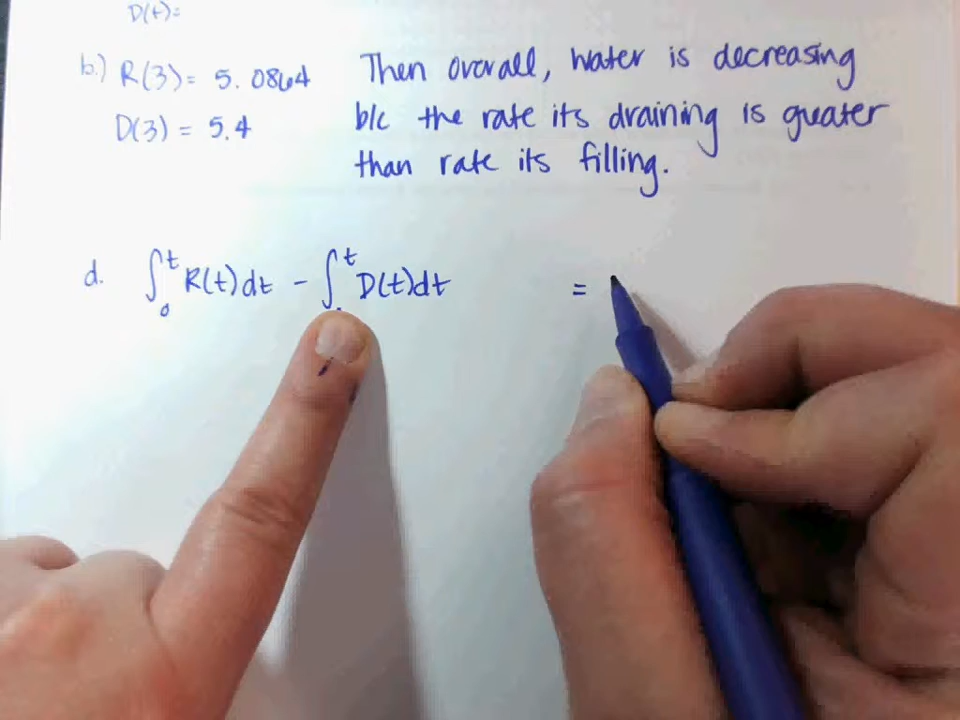 D(t)=
b.) R(3) = 5.0864 Then overall, water is decreasing
D(3) = 5.4 b/c the rate its draining is greater
than rate its filling.
d. ∫₀ᵗ R(t)dt - ∫ᵗ D(t)dt =